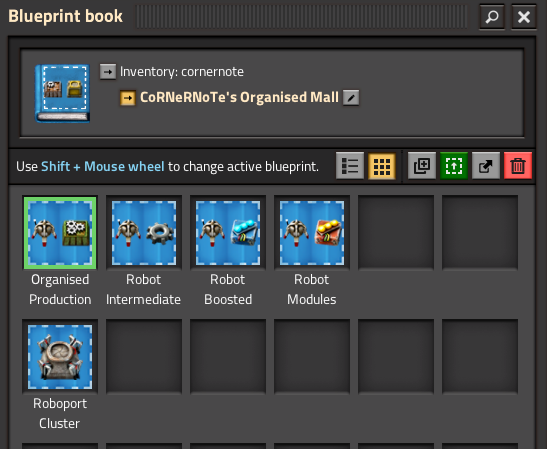 Blueprint book
Inventory: cornernote
CoRNeRNoTe's Organised Mall
Use Shift + Mouse wheel to change active blueprint.
Organised
Production
Robot
Intermediate
Robot
Boosted
Robot
Modules
Roboport
Cluster